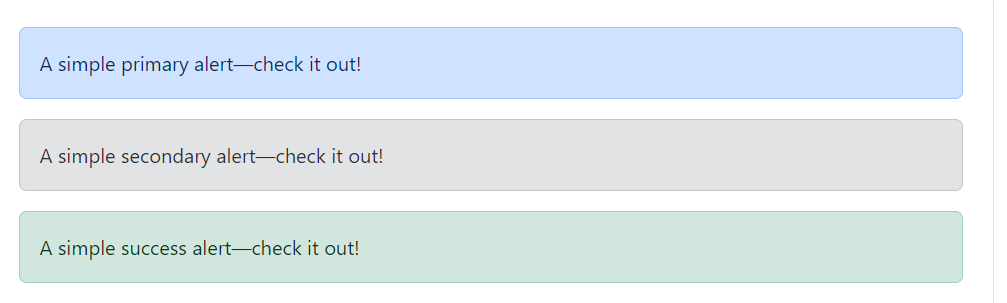 A simple primary alert—check it out!
A simple secondary alert—check it out!
A simple success alert—check it out!